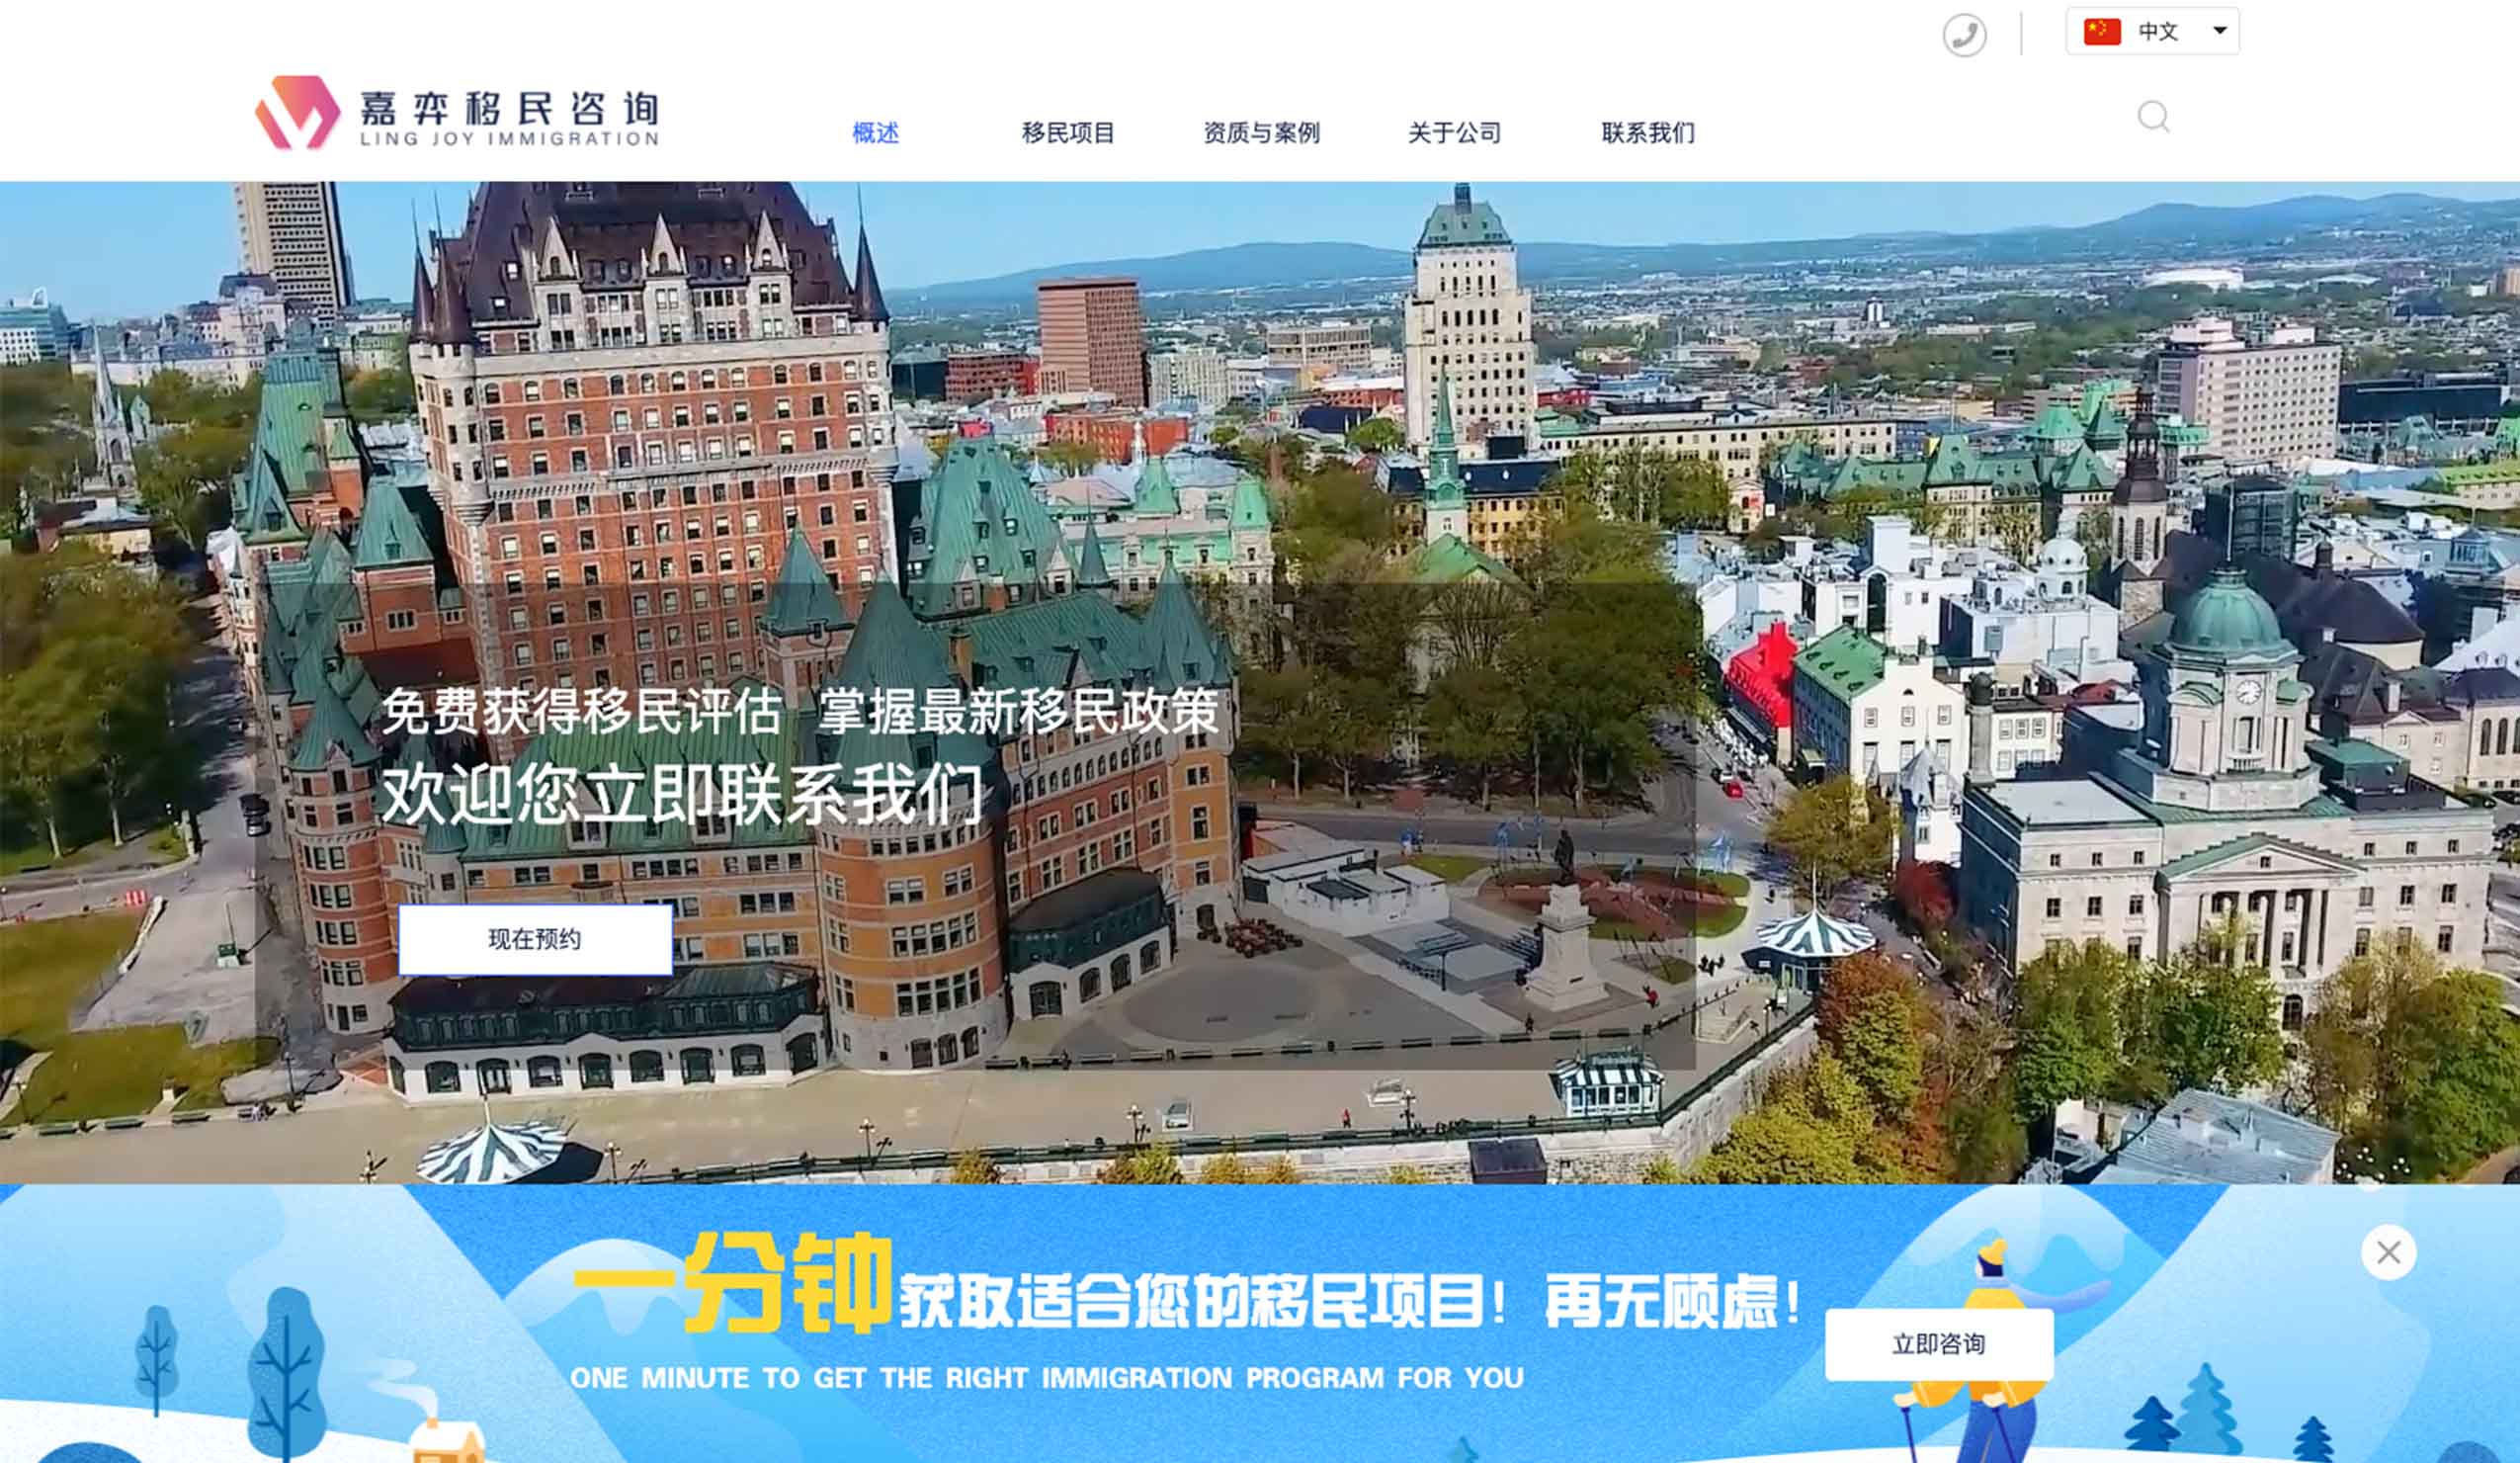 中文
嘉弈移民咨询
LING JOY IMMIGRATION
概述 移民项目 资质与案例 关于公司 联系我们
免费获得移民评估 掌握最新移民政策
欢迎您立即联系我们
现在预约
一分钟获取适合您的移民项目！再无顾虑！
ONE MINUTE TO GET THE RIGHT IMMIGRATION PROGRAM FOR YOU
立即咨询